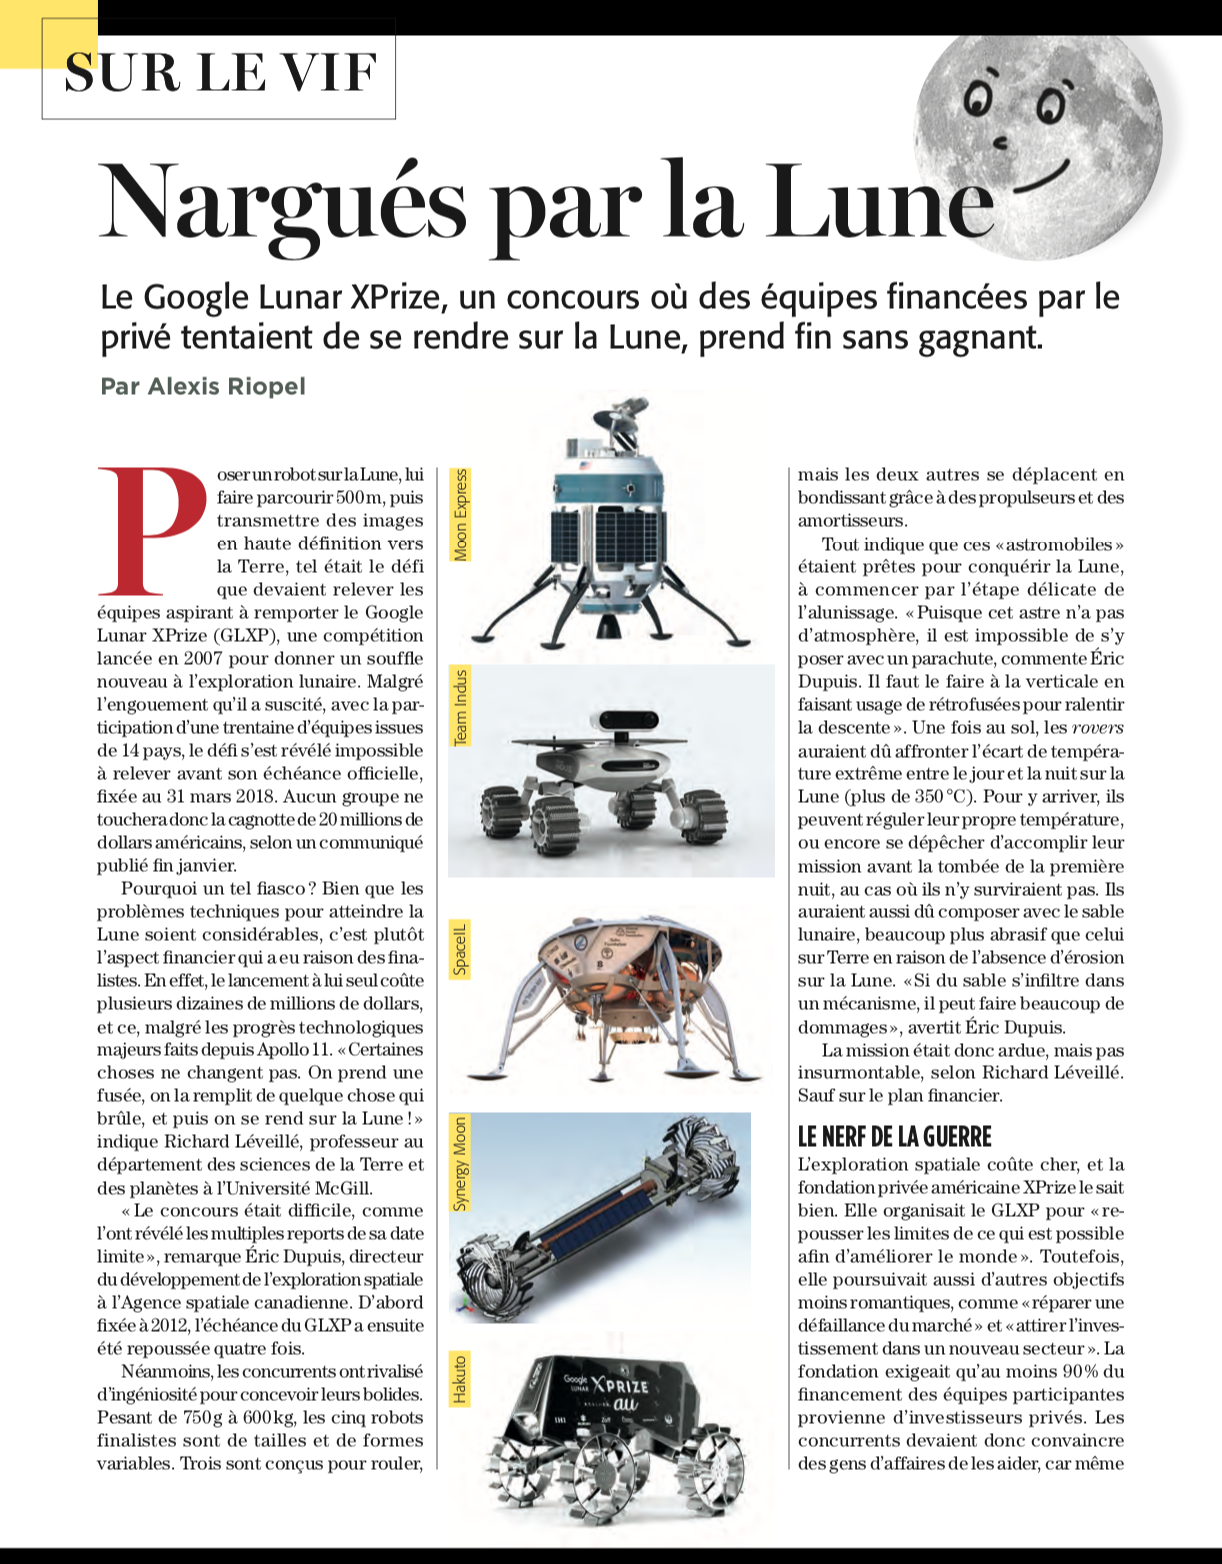 SUR LE VIF
Nargués par la Lune
Le Google Lunar XPrize, un concours où des équipes financées par le
privé tentaient de se rendre sur la Lune, prend fin sans gagnant.
Par Alexis Riopel
Poser un robot sur la Lune, lui
faire parcourir 500 m, puis
transmettre des images
en haute définition vers
la Terre, tel était le défi
que devaient relever les
équipes aspirant à remporter le Google
Lunar XPrize (GLXP), une compétition
lancée en 2007 pour donner un souffle
nouveau à l'exploration lunaire. Malgré
l'engouement qu'il a suscité, avec la par-
ticipation d'une trentaine d'équipes issues
de 14 pays, le défi s'est révélé impossible
à relever avant son échéance officielle,
fixée au 31 mars 2018. Aucun groupe ne
touchera donc la cagnotte de 20 millions de
dollars américains, selon un communiqué
publié fin janvier.
Pourquoi un tel fiasco ? Bien que les
problèmes techniques pour atteindre la
Lune soient considérables, c'est plutôt
l'aspect financier qui a eu raison des fina-
listes. En effet, le lancement à lui seul coûte
plusieurs dizaines de millions de dollars,
et ce, malgré les progrès technologiques
majeurs faits depuis Apollo 11. « Certaines
choses ne changent pas. On prend une
fusée, on la remplit de quelque chose qui
brûle, et puis on se rend sur la Lune ! »
indique Richard Léveillé, professeur au
département des sciences de la Terre et
des planètes à l'Université McGill.
« Le concours était difficile, comme
l'ont révélé les multiples reports de sa date
limite », remarque Éric Dupuis, directeur
du développement de l'exploration spatiale
à l'Agence spatiale canadienne. D'abord
fixée à 2012, l'échéance du GLXP a ensuite
été repoussée quatre fois.
Néanmoins, les concurrents ont rivalisé
d'ingéniosité pour concevoir leurs bolides.
Pesant de 750 g à 600 kg, les cinq robots
finalistes sont de tailles et de formes
variables. Trois sont conçus pour rouler,
Moon Express
Team Indus
SpaceIL
Synergy Moon
Hakuto
Google
LUNAR XPRIZE
au
mais les deux autres se déplacent en
bondissant grâce à des propulseurs et des
amortisseurs.
Tout indique que ces « astromobiles »
étaient prêtes pour conquérir la Lune,
à commencer par l'étape délicate de
l'alunissage. « Puisque cet astre n'a pas
d'atmosphère, il est impossible de s'y
poser avec un parachute, commente Éric
Dupuis. Il faut le faire à la verticale en
faisant usage de rétrofusées pour ralentir
la descente ». Une fois au sol, les rovers
auraient dû affronter l'écart de tempéra-
ture extrême entre le jour et la nuit sur la
Lune (plus de 350 °C). Pour y arriver, ils
peuvent réguler leur propre température,
ou encore se dépêcher d'accomplir leur
mission avant la tombée de la première
nuit, au cas où ils n'y surviraient pas. Ils
auraient aussi dû composer avec le sable
lunaire, beaucoup plus abrasif que celui
sur Terre en raison de l'absence d'érosion
sur la Lune. « Si du sable s'infiltre dans
un mécanisme, il peut faire beaucoup de
dommages », avertit Éric Dupuis.
La mission était donc ardue, mais pas
insurmontable, selon Richard Léveillé.
Sauf sur le plan financier.
LE NERF DE LA GUERRE
L'exploration spatiale coûte cher, et la
fondation privée américaine XPrize le sait
bien. Elle organisait le GLXP pour « re-
pousser les limites de ce qui est possible
afin d'améliorer le monde ». Toutefois,
elle poursuivait aussi d'autres objectifs
moins romantiques, comme « réparer une
défaillance du marché » et « attirer l'inves-
tissement dans un nouveau secteur ». La
fondation exigeait qu'au moins 90 % du
financement des équipes participantes
provienne d'investisseurs privés. Les
concurrents devaient donc convaincre
des gens d'affaires de les aider, car même